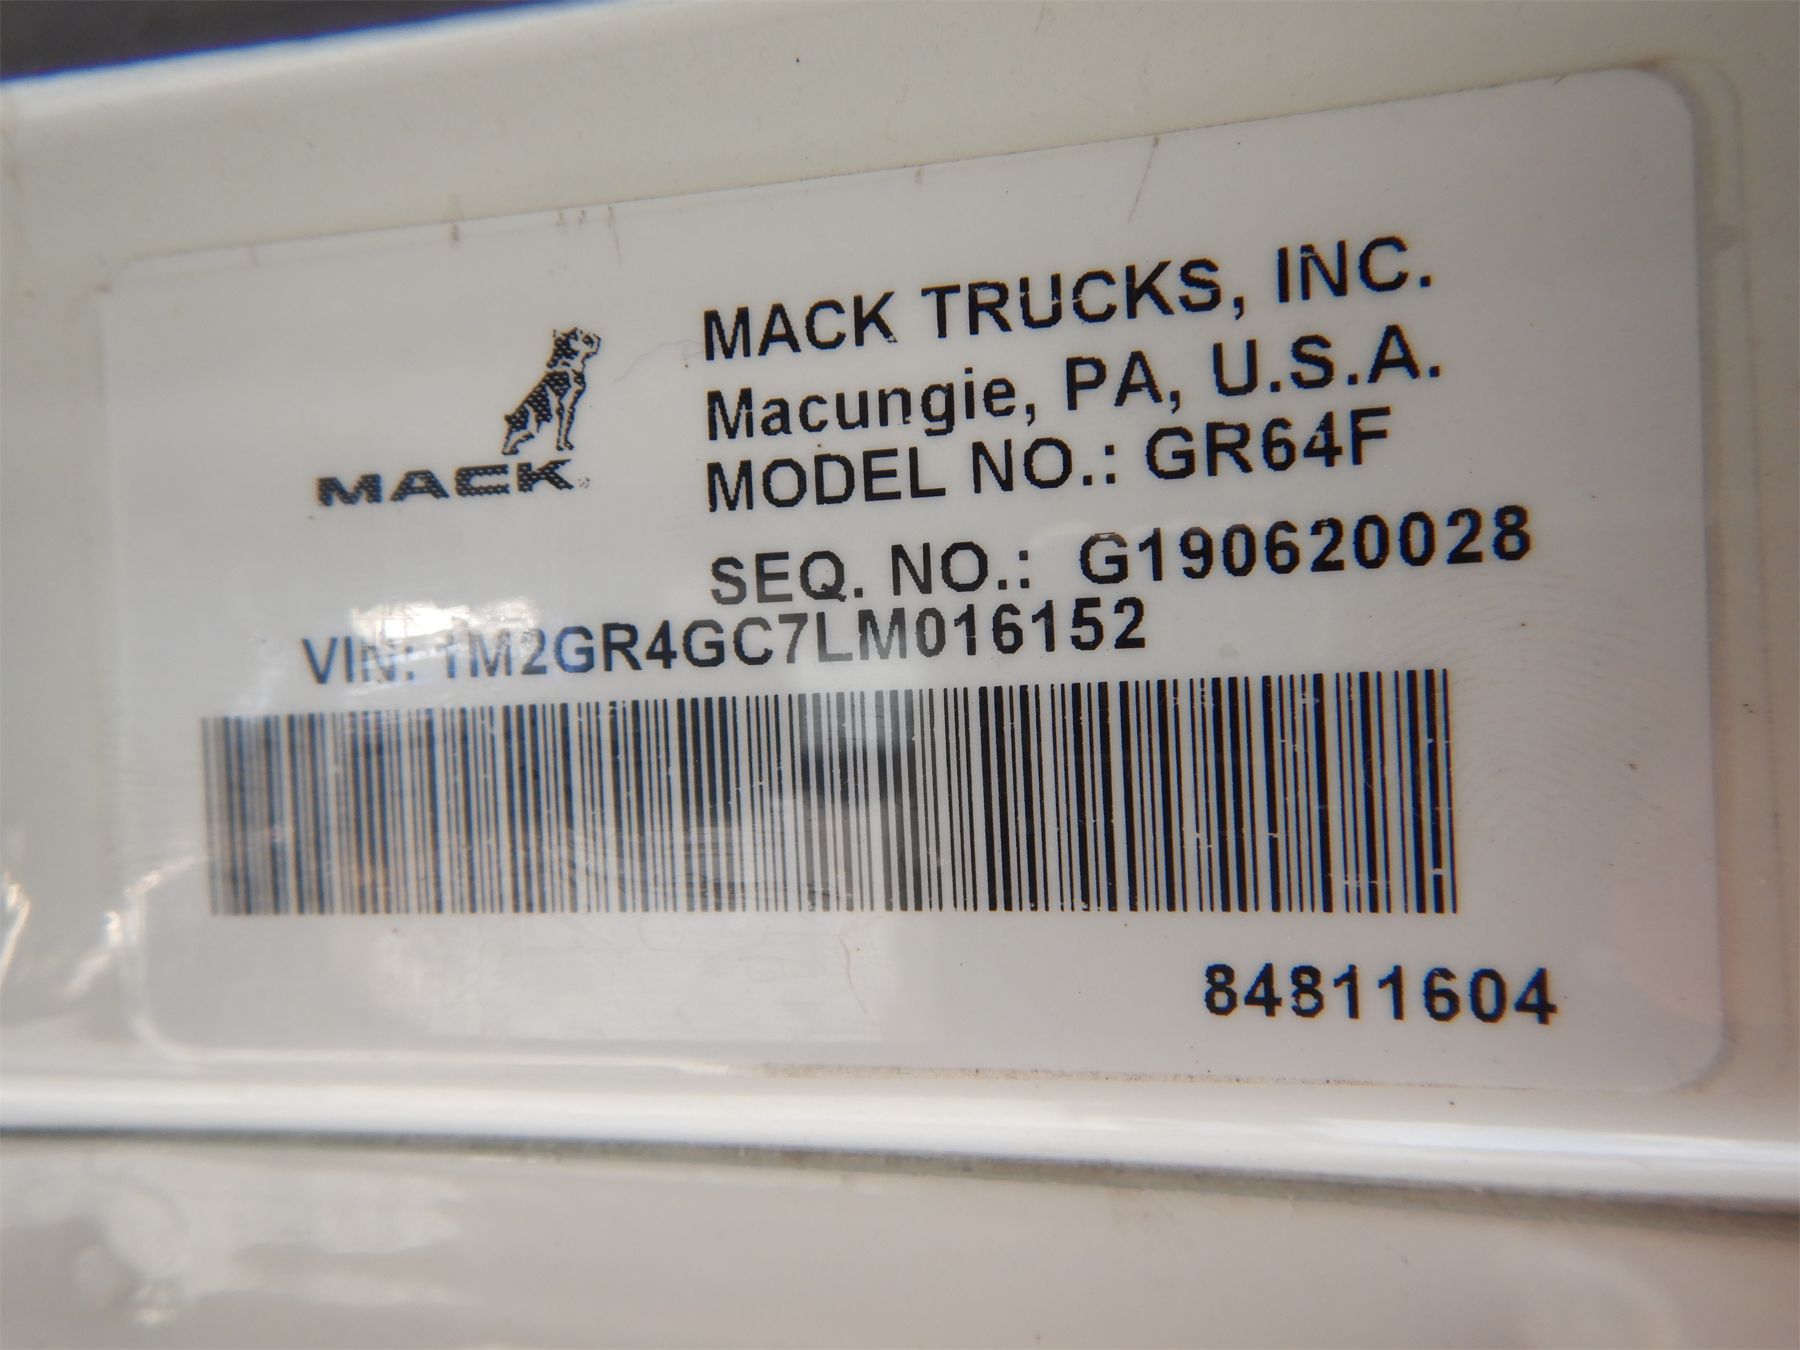 MACK TRUCKS, INC.
Macungie, PA, U.S.A.
MACK
MODEL NO.: GR64F
SEQ. NO.: G190620028
VIN: 1M2GR4GC7LM016152
84811604